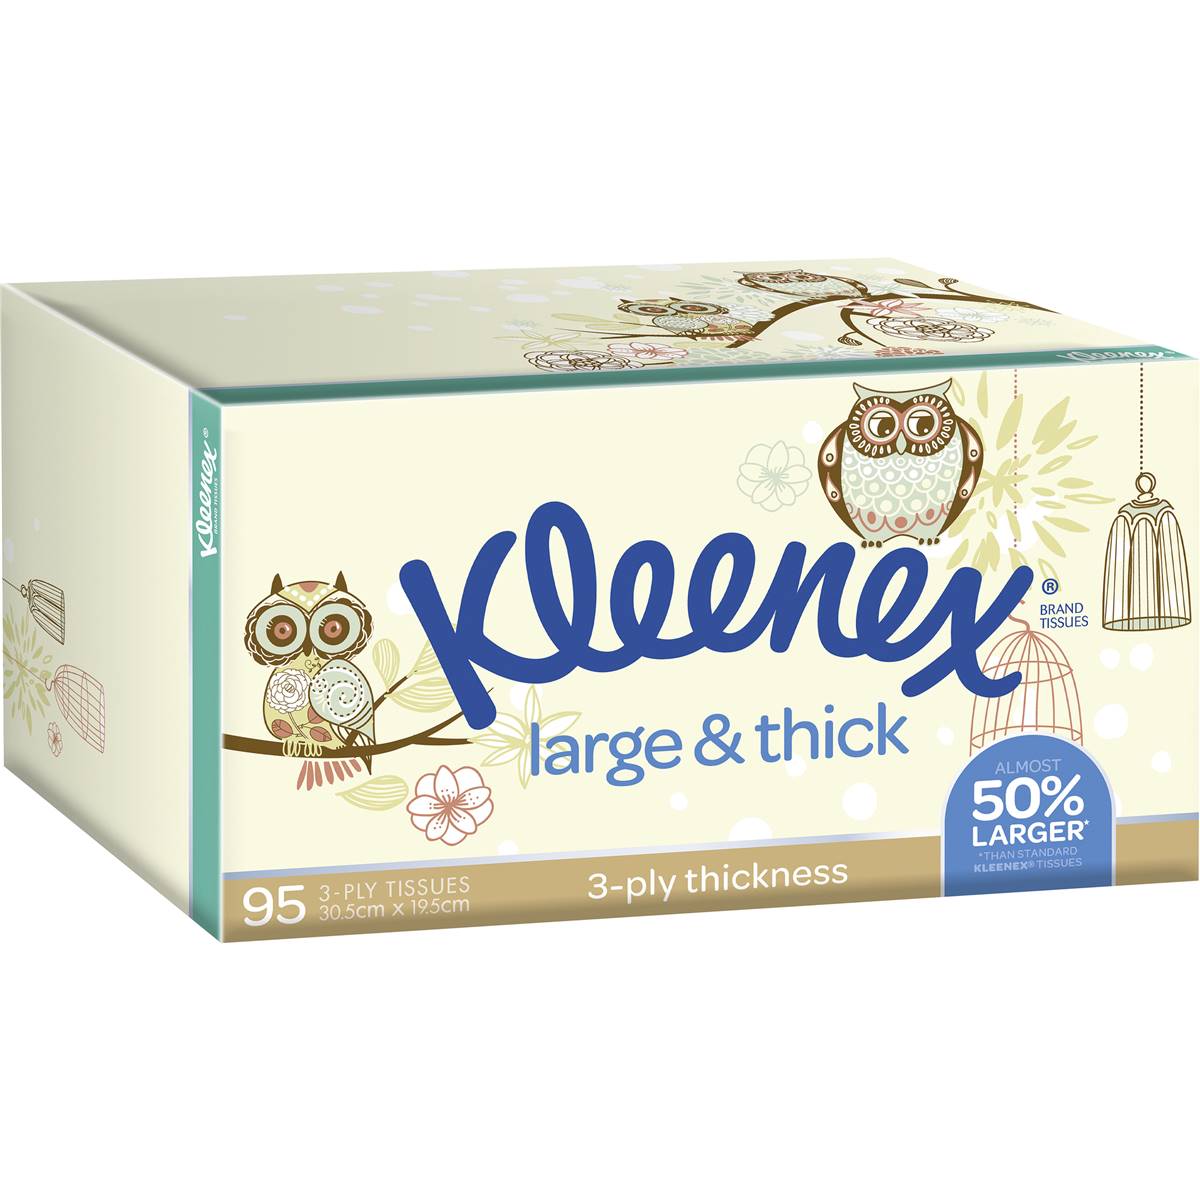 Kleenex
Kleenex®
BRAND TISSUES
Kleenex®
BRAND
TISSUES
large & thick
ALMOST
50%
LARGER*
*THAN STANDARD
KLEENEX® TISSUES
3-ply thickness
95 3-PLY TISSUES
30.5cm x 19.5cm